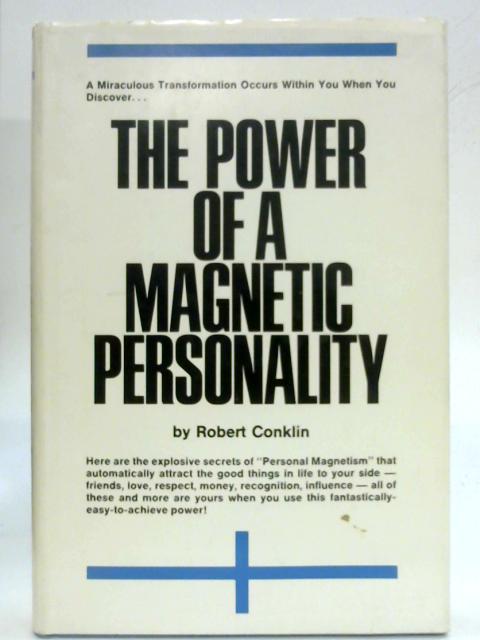 A Miraculous Transformation Occurs Within You When You
Discover. . .
THE POWER
OF A
MAGNETIC
PERSONALITY
by Robert Conklin
Here are the explosive secrets of "Personal Magnetism" that
automatically attract the good things in life to your side —
friends, love, respect, money, recognition, influence — all of
these and more are yours when you use this fantastically-
easy-to-achieve power!